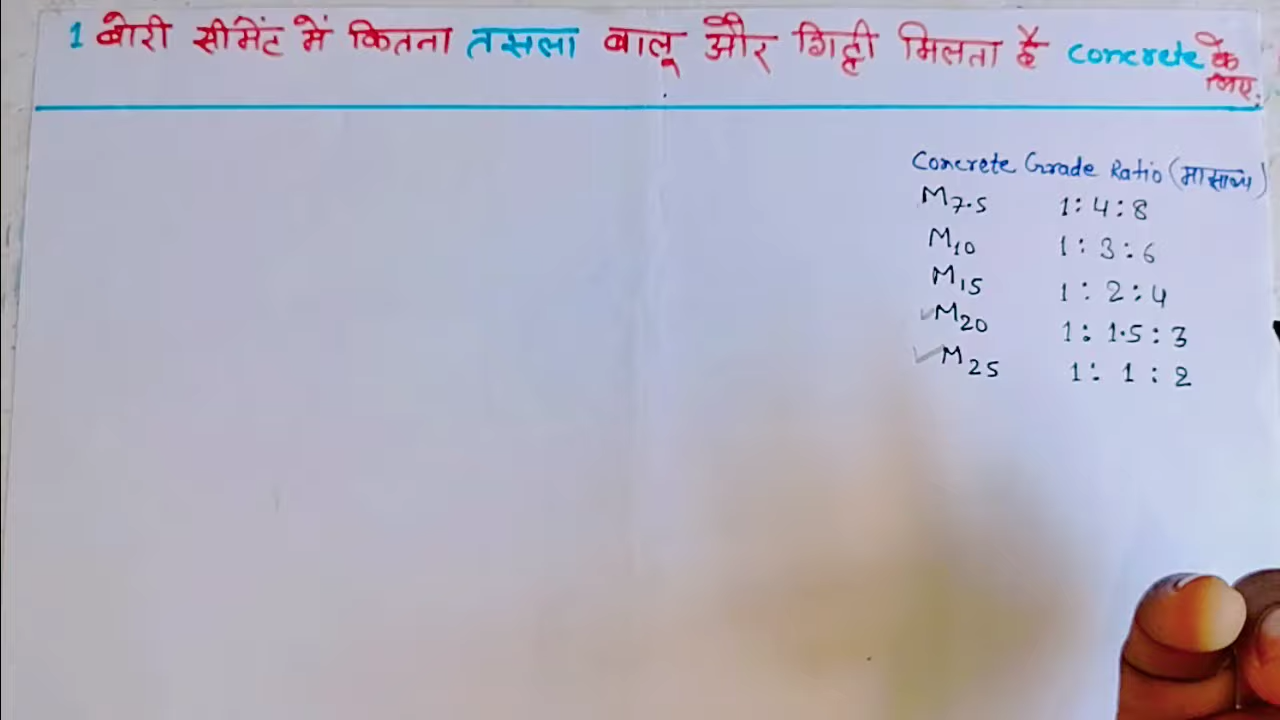 1 बोरी सीमेंट में कितना तसला बालू और गिट्टी मिलता है concrete के
लिए:
Concrete Grade Ratio (मसाला)
M7.5 1:4:8
M10 1:3:6
M15 1:2:4
M20 1:1.5:3
M25 1:1:2